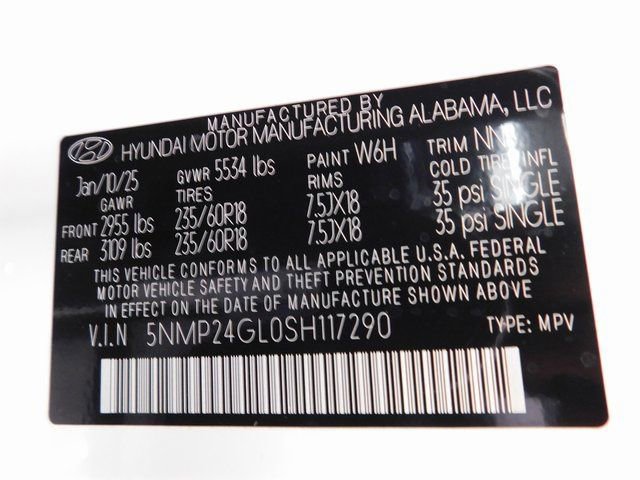 MANUFACTURED BY
HYUNDAI MOTOR MANUFACTURING ALABAMA, LLC
Jan/10/25 GVWR 5534 lbs PAINT W6H TRIM
GAWR TIRES RIMS COLD TIRE INFL
FRONT 2955 lbs 235/60R18 7.5JX18 35 psi SINGLE
REAR 3109 lbs 235/60R18 7.5JX18 35 psi SINGLE
THIS VEHICLE CONFORMS TO ALL APPLICABLE U.S.A. FEDERAL
MOTOR VEHICLE SAFETY AND THEFT PREVENTION STANDARDS
IN EFFECT ON THE DATE OF MANUFACTURE SHOWN ABOVE
V.I.N 5NMP24GL0SH117290 TYPE: MPV